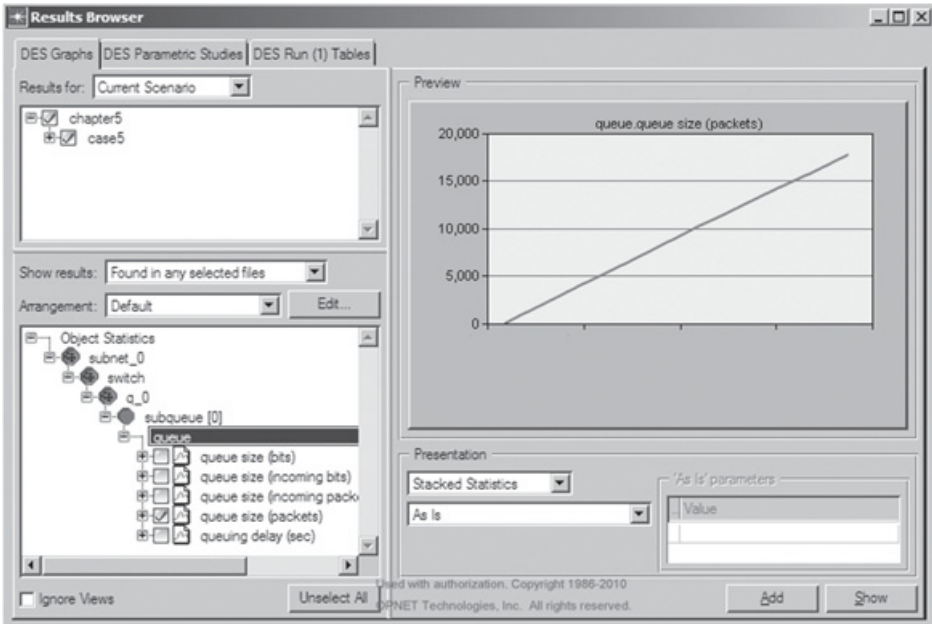 Results Browser
DES Graphs DES Parametric Studies DES Run (1) Tables
Results for: Current Scenario
chapter5
case5
Show results: Found in any selected files
Arrangement: Default Edit...
Object Statistics
subnet_0
switch
q_0
subqueue [0]
queue
queue size (bits)
queue size (incoming bits)
queue size (incoming pack
queue size (packets)
queuing delay (sec)
Ignore Views Unselect All
Preview
queue.queue size (packets)
20,000
15,000
10,000
5,000
0
Presentation
Stacked Statistics
As Is
'As Is' parameters
... Value
Used with authorization. Copyright 1986-2010
OPNET Technologies, Inc. All rights reserved.
Add Show